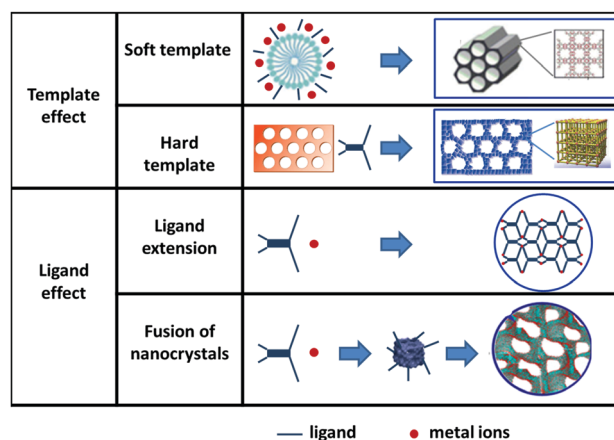 Template
effect
Soft template
Hard
template
Ligand
effect
Ligand
extension
Fusion of
nanocrystals
ligand
metal ions